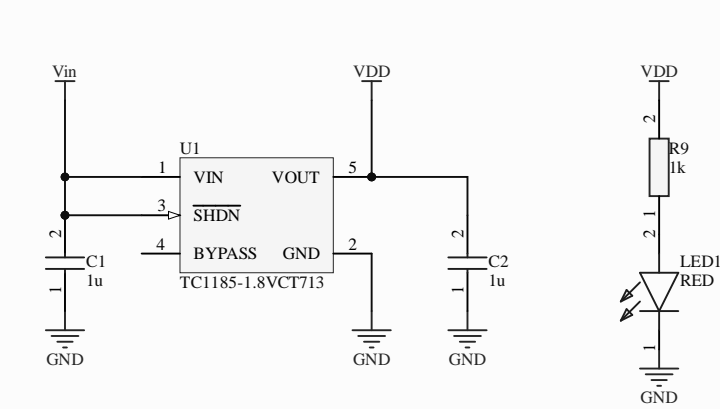 Vin
VDD
VDD
U1
1
VIN
VOUT
5
3
SHDN
4
BYPASS
GND
2
TC1185-1.8VCT713
2
C1
1u
1
GND
GND
2
C2
1u
1
GND
2
R9
1k
1
2
LED1
RED
1
GND